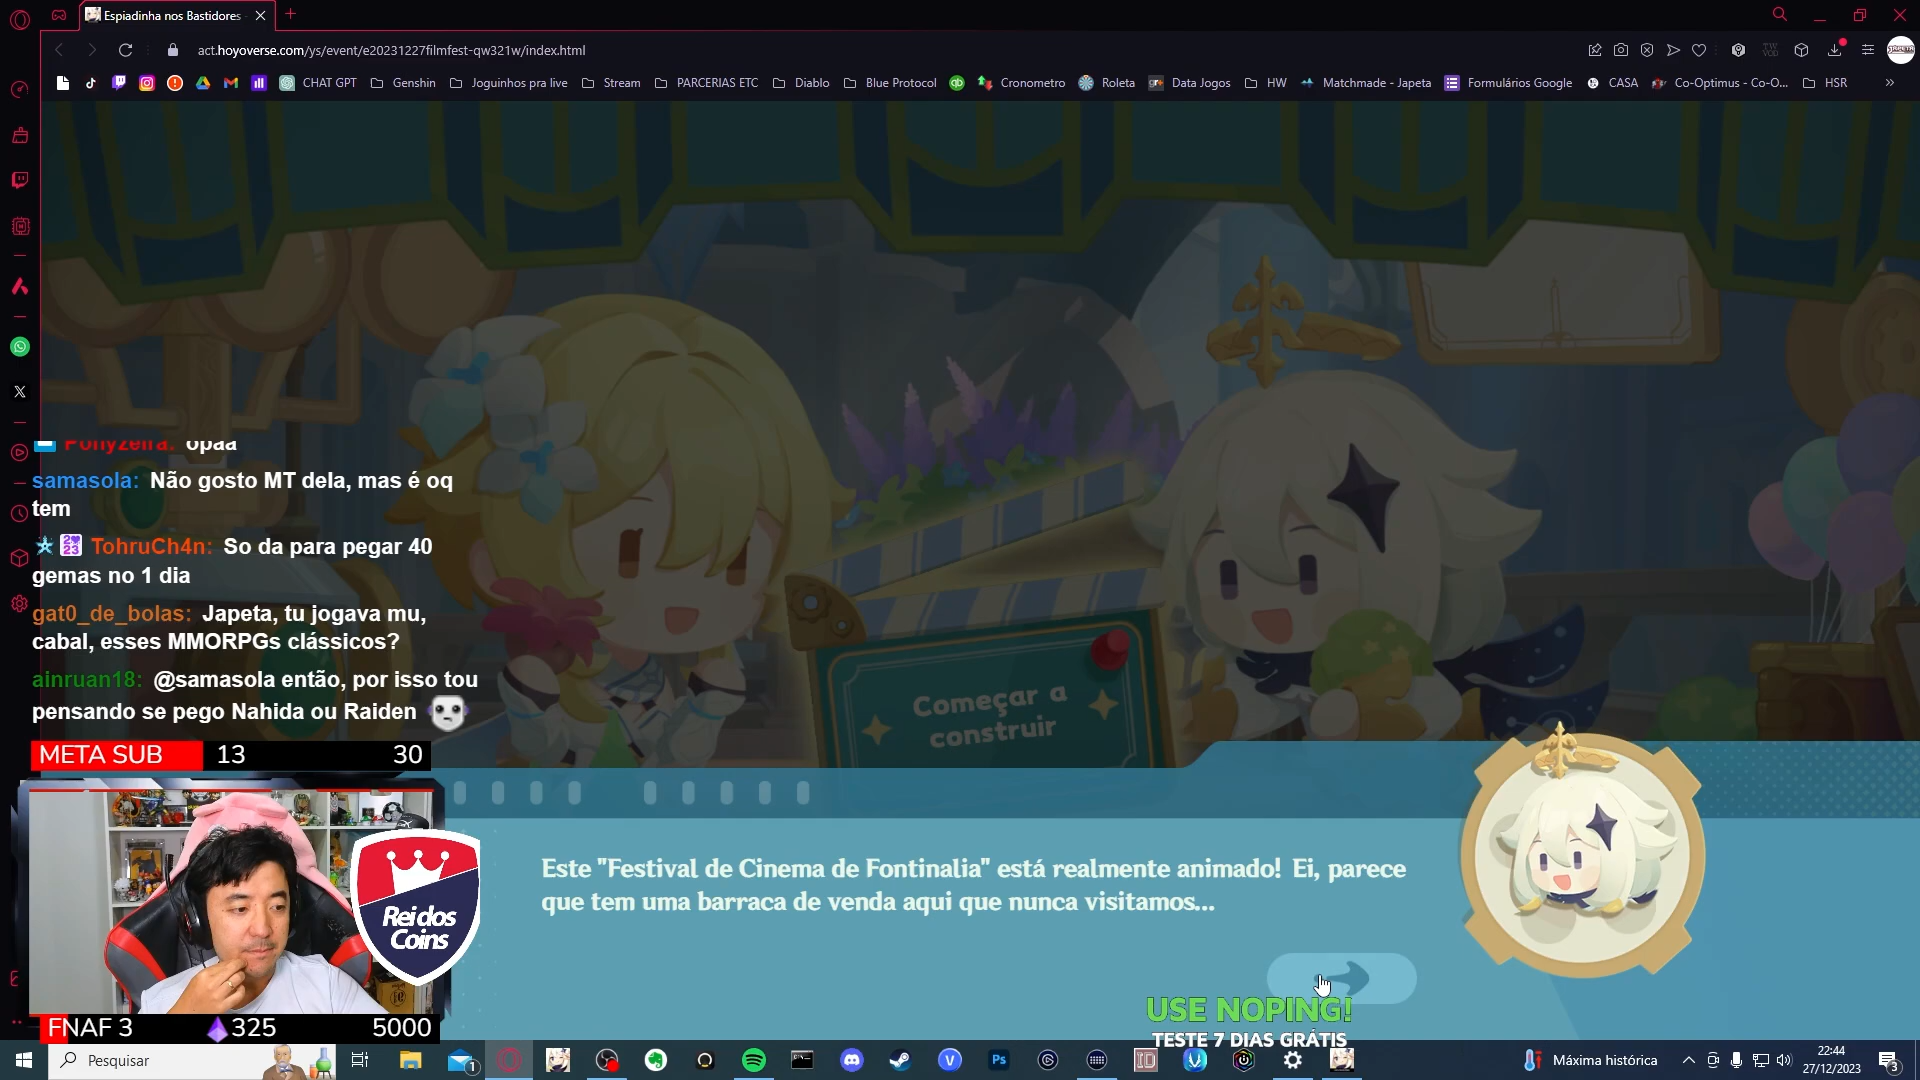 Espiadinha nos Bastidores
act.hoyoverse.com/ys/event/e20231227filmfest-qw321w/index.html
CHAT GPT
Genshin
Joguinhos pra live
Stream
PARCERIAS ETC
Diablo
Blue Protocol
Cronometro
Roleta
Data Jogos
HW
Matchmade - Japeta
Formulários Google
CASA
Co-Optimus - Co-O...
HSR
Ponyzeira: opaa
samasola: Não gosto MT dela, mas é oq
tem
TohruCh4n: So da para pegar 40
gemas no 1 dia
gat0_de_bolas: Japeta, tu jogava mu,
cabal, esses MMORPGs clássicos?
ainruan18: @samasola então, por isso tou
pensando se pego Nahida ou Raiden
META SUB 13 30
Começar a
construir
Rei dos
Coins
Este "Festival de Cinema de Fontinalia" está realmente animado! Ei, parece
que tem uma barraca de venda aqui que nunca visitamos...
USE NOPING!
TESTE 7 DIAS GRÁTIS
FNAF 3 325 5000
Pesquisar
Máxima histórica
22:44
27/12/2023